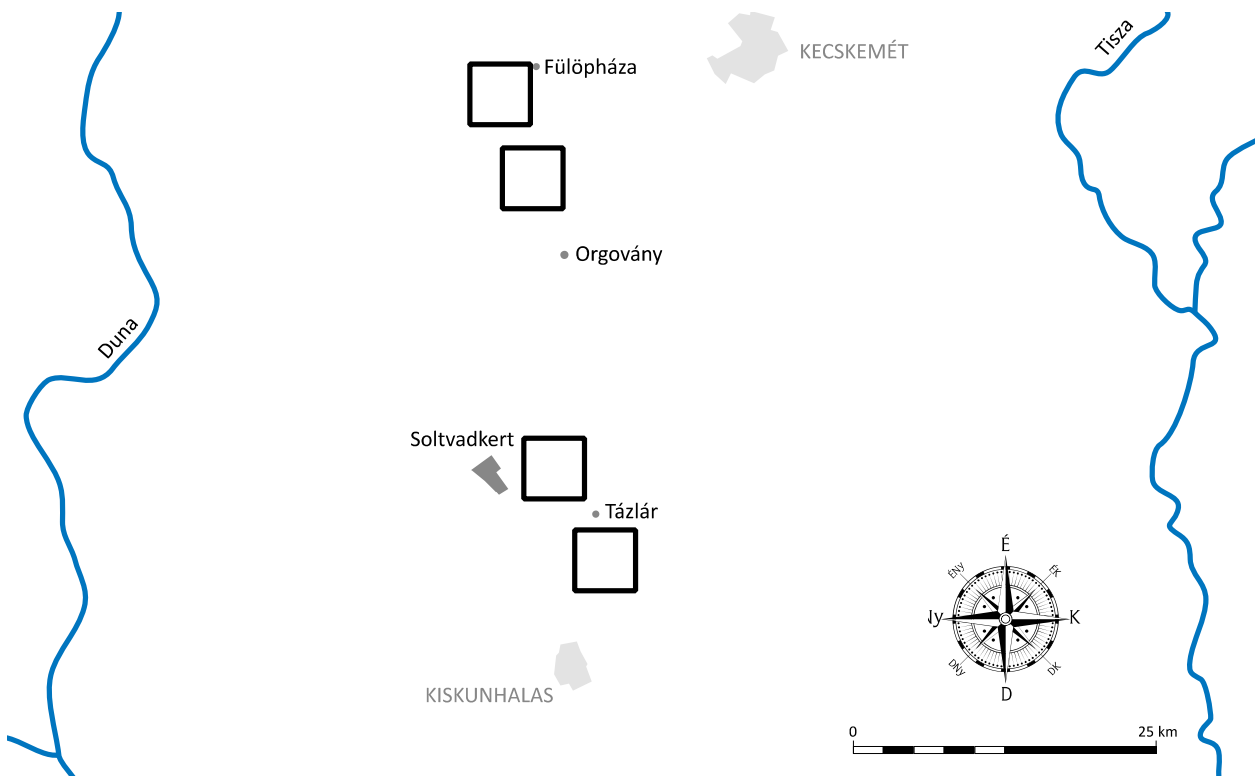 Tisza
KECSKEMÉT
Fülöpháza
Orgovány
Duna
Soltvadkert
Tázlár
É
ÉNy
ÉK
Ny
K
DNy
DK
D
KISKUNHALAS
0
25 km